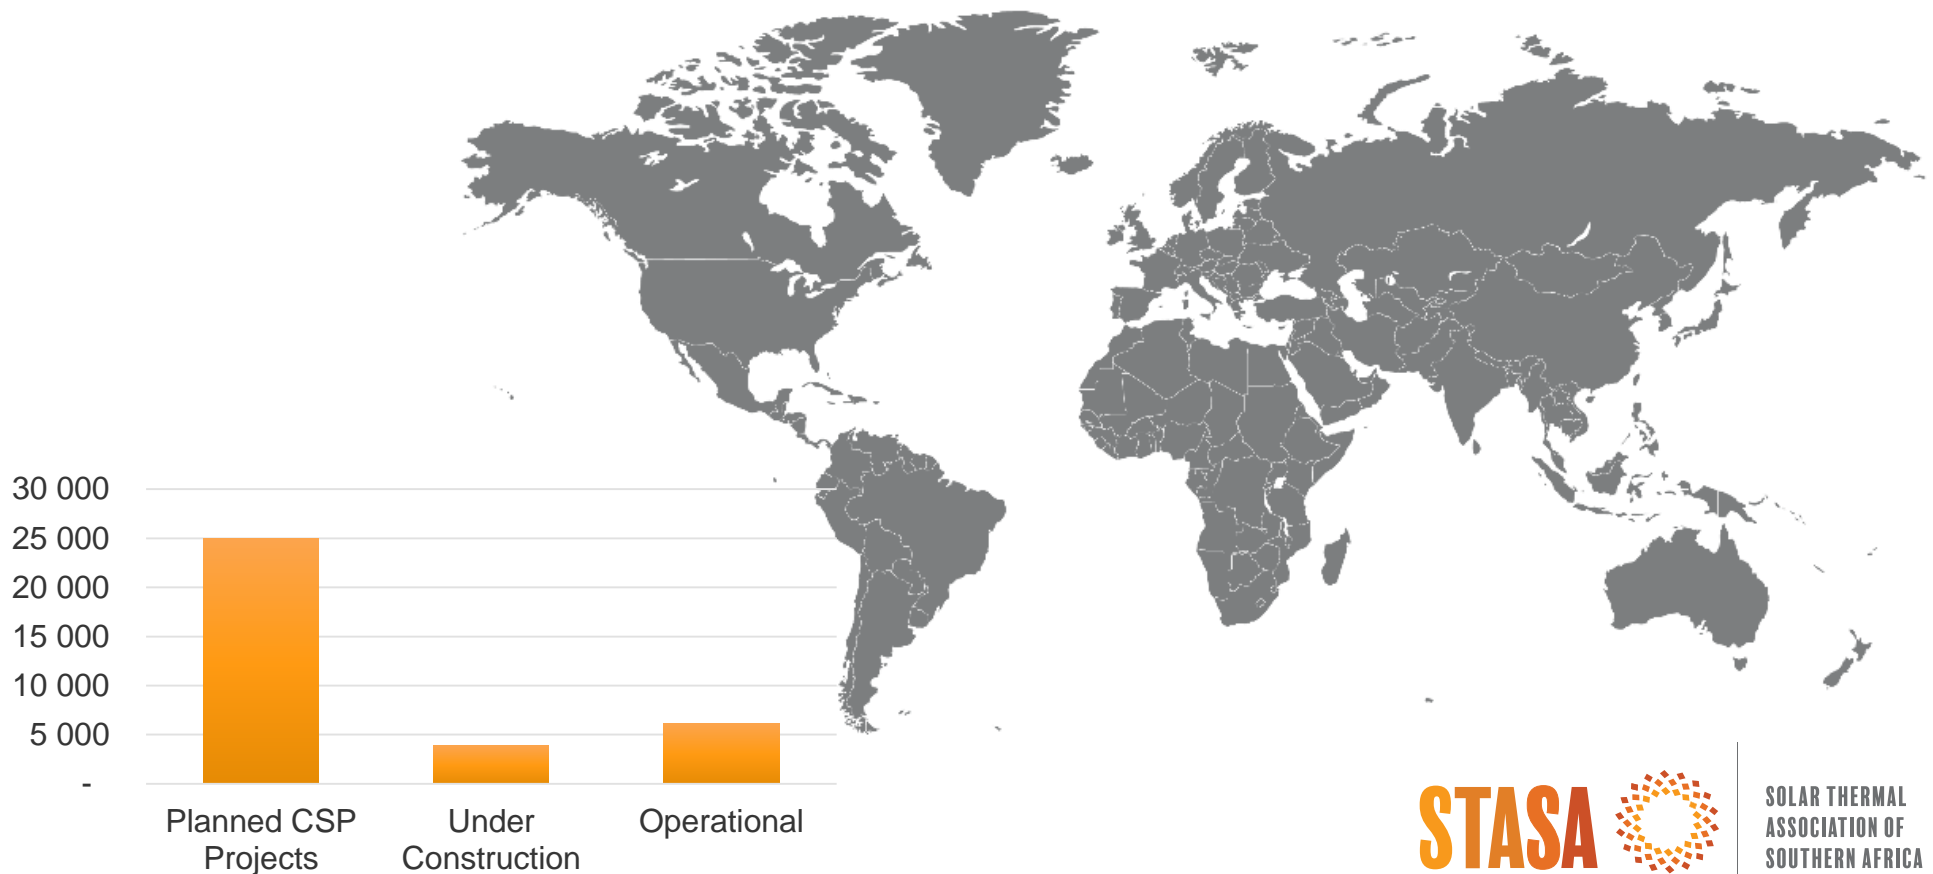 30 000
25 000
20 000
15 000
10 000
5 000
-
Planned CSP
Projects
Under
Construction
Operational
STASA
SOLAR THERMAL
ASSOCIATION OF
SOUTHERN AFRICA